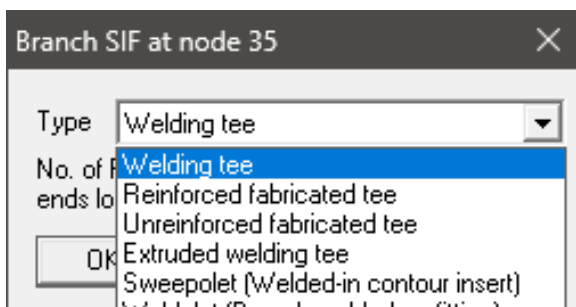 Branch SIF at node 35
Type Welding tee
No. of Welding tee
ends lo Reinforced fabricated tee
Unreinforced fabricated tee
OK Extruded welding tee
Sweepolet (Welded-in contour insert)